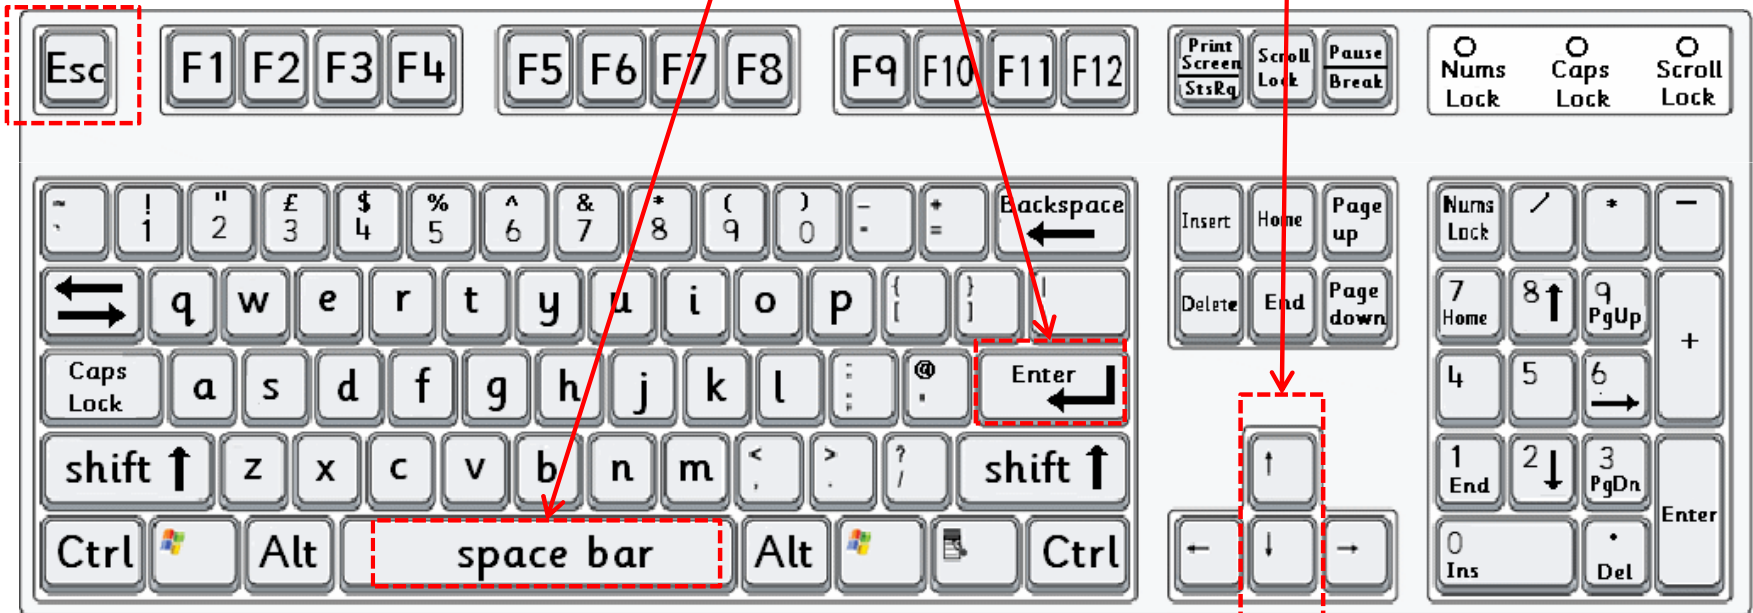 Esc F1 F2 F3 F4 F5 F6 F7 F8 F9 F10 F11 F12
Print Screen StsRq
Scroll Lock
Pause Break
Nums Lock
Caps Lock
Scroll Lock
~ ! " £ $ % ^ & * ( ) - +
` 1 2 3 4 5 6 7 8 9 0 - =
Backspace
Insert Home Page up
Nums Lock / * -
q w e r t y u i o p { [ } ] |
Delete End Page down
7 Home 8 9 PgUp +
Caps Lock a s d f g h j k l : ; @ ' Enter
4 5 6
shift z x c v b n m < , > . ? / shift
1 End 2 3 PgDn Enter
Ctrl Alt space bar Alt Ctrl
0 Ins . Del